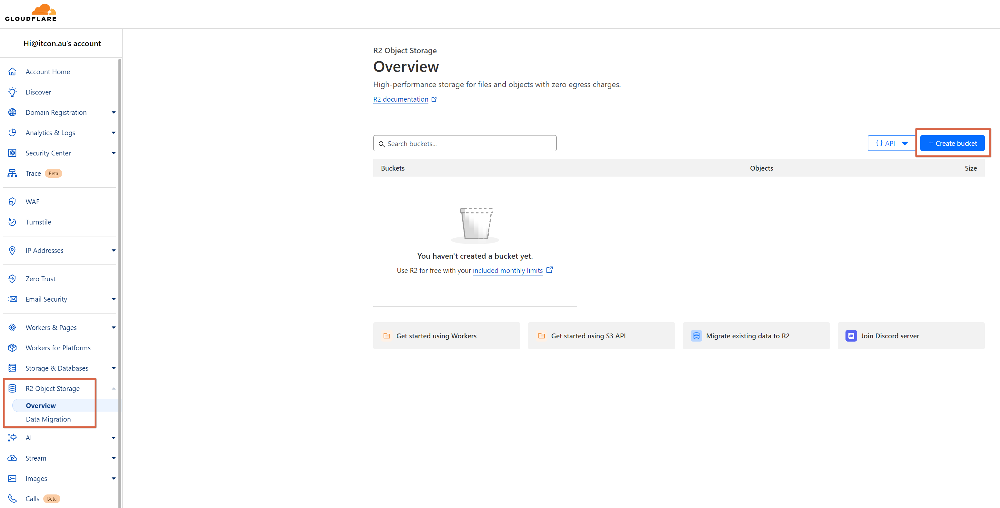 CLOUDFLARE
Hi@itcon.au's account
Account Home
Discover
Domain Registration
Analytics & Logs
Security Center
Trace Beta
WAF
Turnstile
IP Addresses
Zero Trust
Email Security
Workers & Pages
Workers for Platforms
Storage & Databases
R2 Object Storage
Overview
Data Migration
AI
Stream
Images
Calls Beta
R2 Object Storage
Overview
High-performance storage for files and objects with zero egress charges.
R2 documentation
Search buckets...
{ } API
+ Create bucket
Buckets Objects Size
You haven't created a bucket yet.
Use R2 for free with your included monthly limits
Get started using Workers
Get started using S3 API
Migrate existing data to R2
Join Discord server